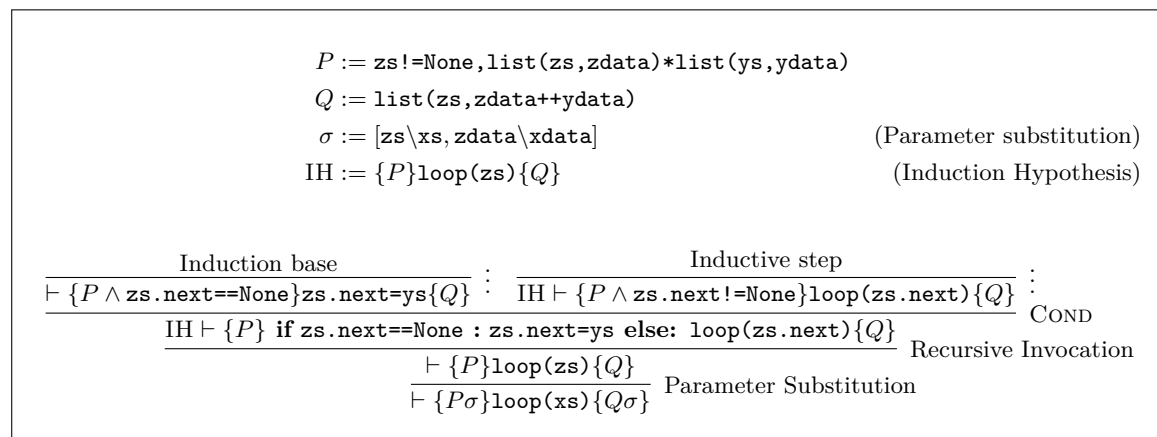 P := zs!=None,list(zs,zdata)*list(ys,ydata)
Q := list(zs,zdata++ydata)
σ := [zs\xs, zdata\xdata] (Parameter substitution)
IH := {P}loop(zs){Q} (Induction Hypothesis)
Induction base Inductive step
⊢ {P ∧ zs.next==None}zs.next=ys{Q} ⋮ IH ⊢ {P ∧ zs.next!=None}loop(zs.next){Q} ⋮
COND
IH ⊢ {P} if zs.next==None : zs.next=ys else: loop(zs.next){Q}
Recursive Invocation
⊢ {P}loop(zs){Q}
Parameter Substitution
⊢ {Pσ}loop(xs){Qσ}